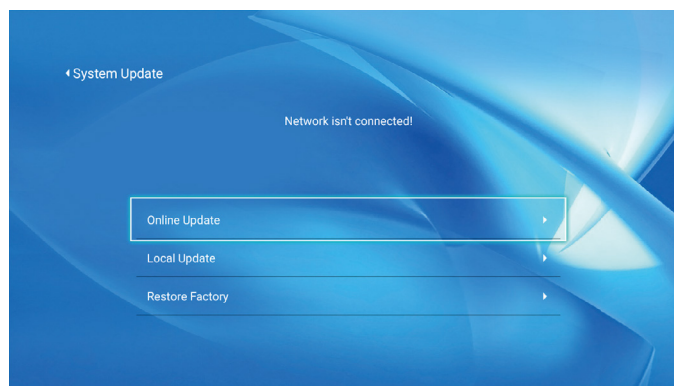 System Update
Network isn't connected!
Online Update
Local Update
Restore Factory